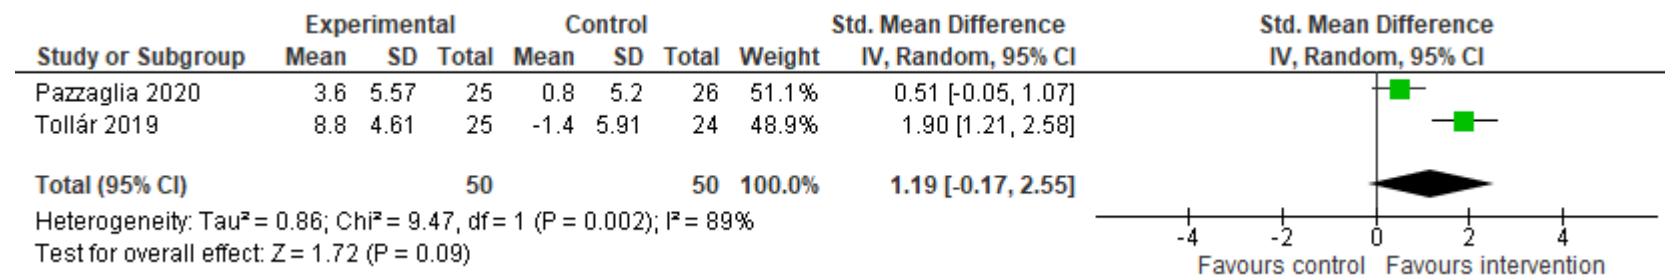 Experimental Control Std. Mean Difference Std. Mean Difference
Study or Subgroup Mean SD Total Mean SD Total Weight IV, Random, 95% CI IV, Random, 95% CI
Pazzaglia 2020 3.6 5.57 25 0.8 5.2 26 51.1% 0.51 [-0.05, 1.07]
Tollár 2019 8.8 4.61 25 -1.4 5.91 24 48.9% 1.90 [1.21, 2.58]
Total (95% CI) 50 50 100.0% 1.19 [-0.17, 2.55]
Heterogeneity: Tau² = 0.86; Chi² = 9.47, df = 1 (P = 0.002); I² = 89%
Test for overall effect: Z = 1.72 (P = 0.09)
-4 -2 0 2 4
Favours control Favours intervention